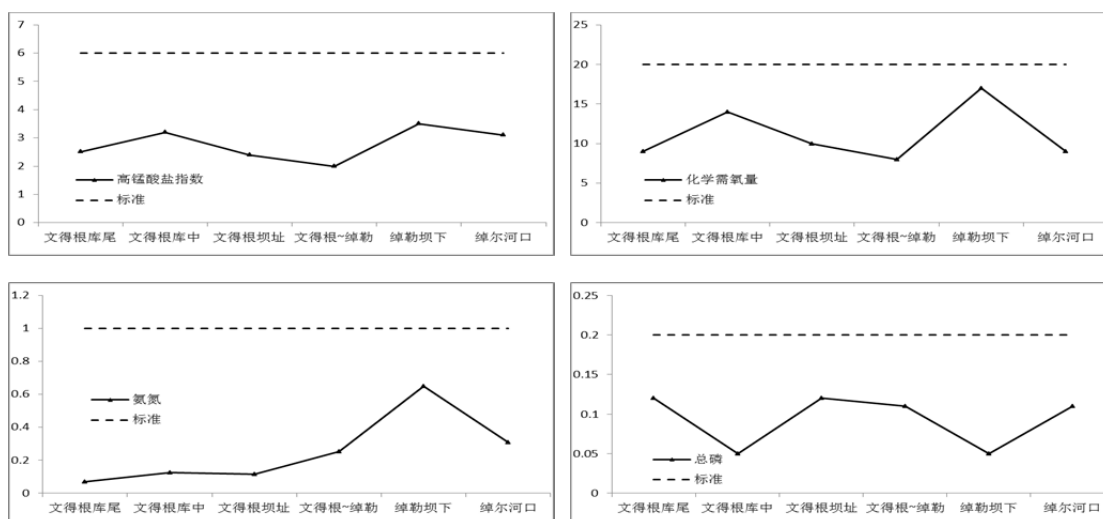 7
6
5
4
3
2
1
0
高锰酸盐指数
标准
文得根库尾 文得根库中 文得根坝址 文得根~绰勒 绰勒坝下 绰尔河口
25
20
15
10
5
0
化学需氧量
标准
文得根库尾 文得根库中 文得根坝址 文得根~绰勒 绰勒坝下 绰尔河口
1.2
1
0.8
0.6
0.4
0.2
0
氨氮
标准
文得根库尾 文得根库中 文得根坝址 文得根~绰勒 绰勒坝下 绰尔河口
0.25
0.2
0.15
0.1
0.05
0
总磷
标准
文得根库尾 文得根库中 文得根坝址 文得根~绰勒 绰勒坝下 绰尔河口